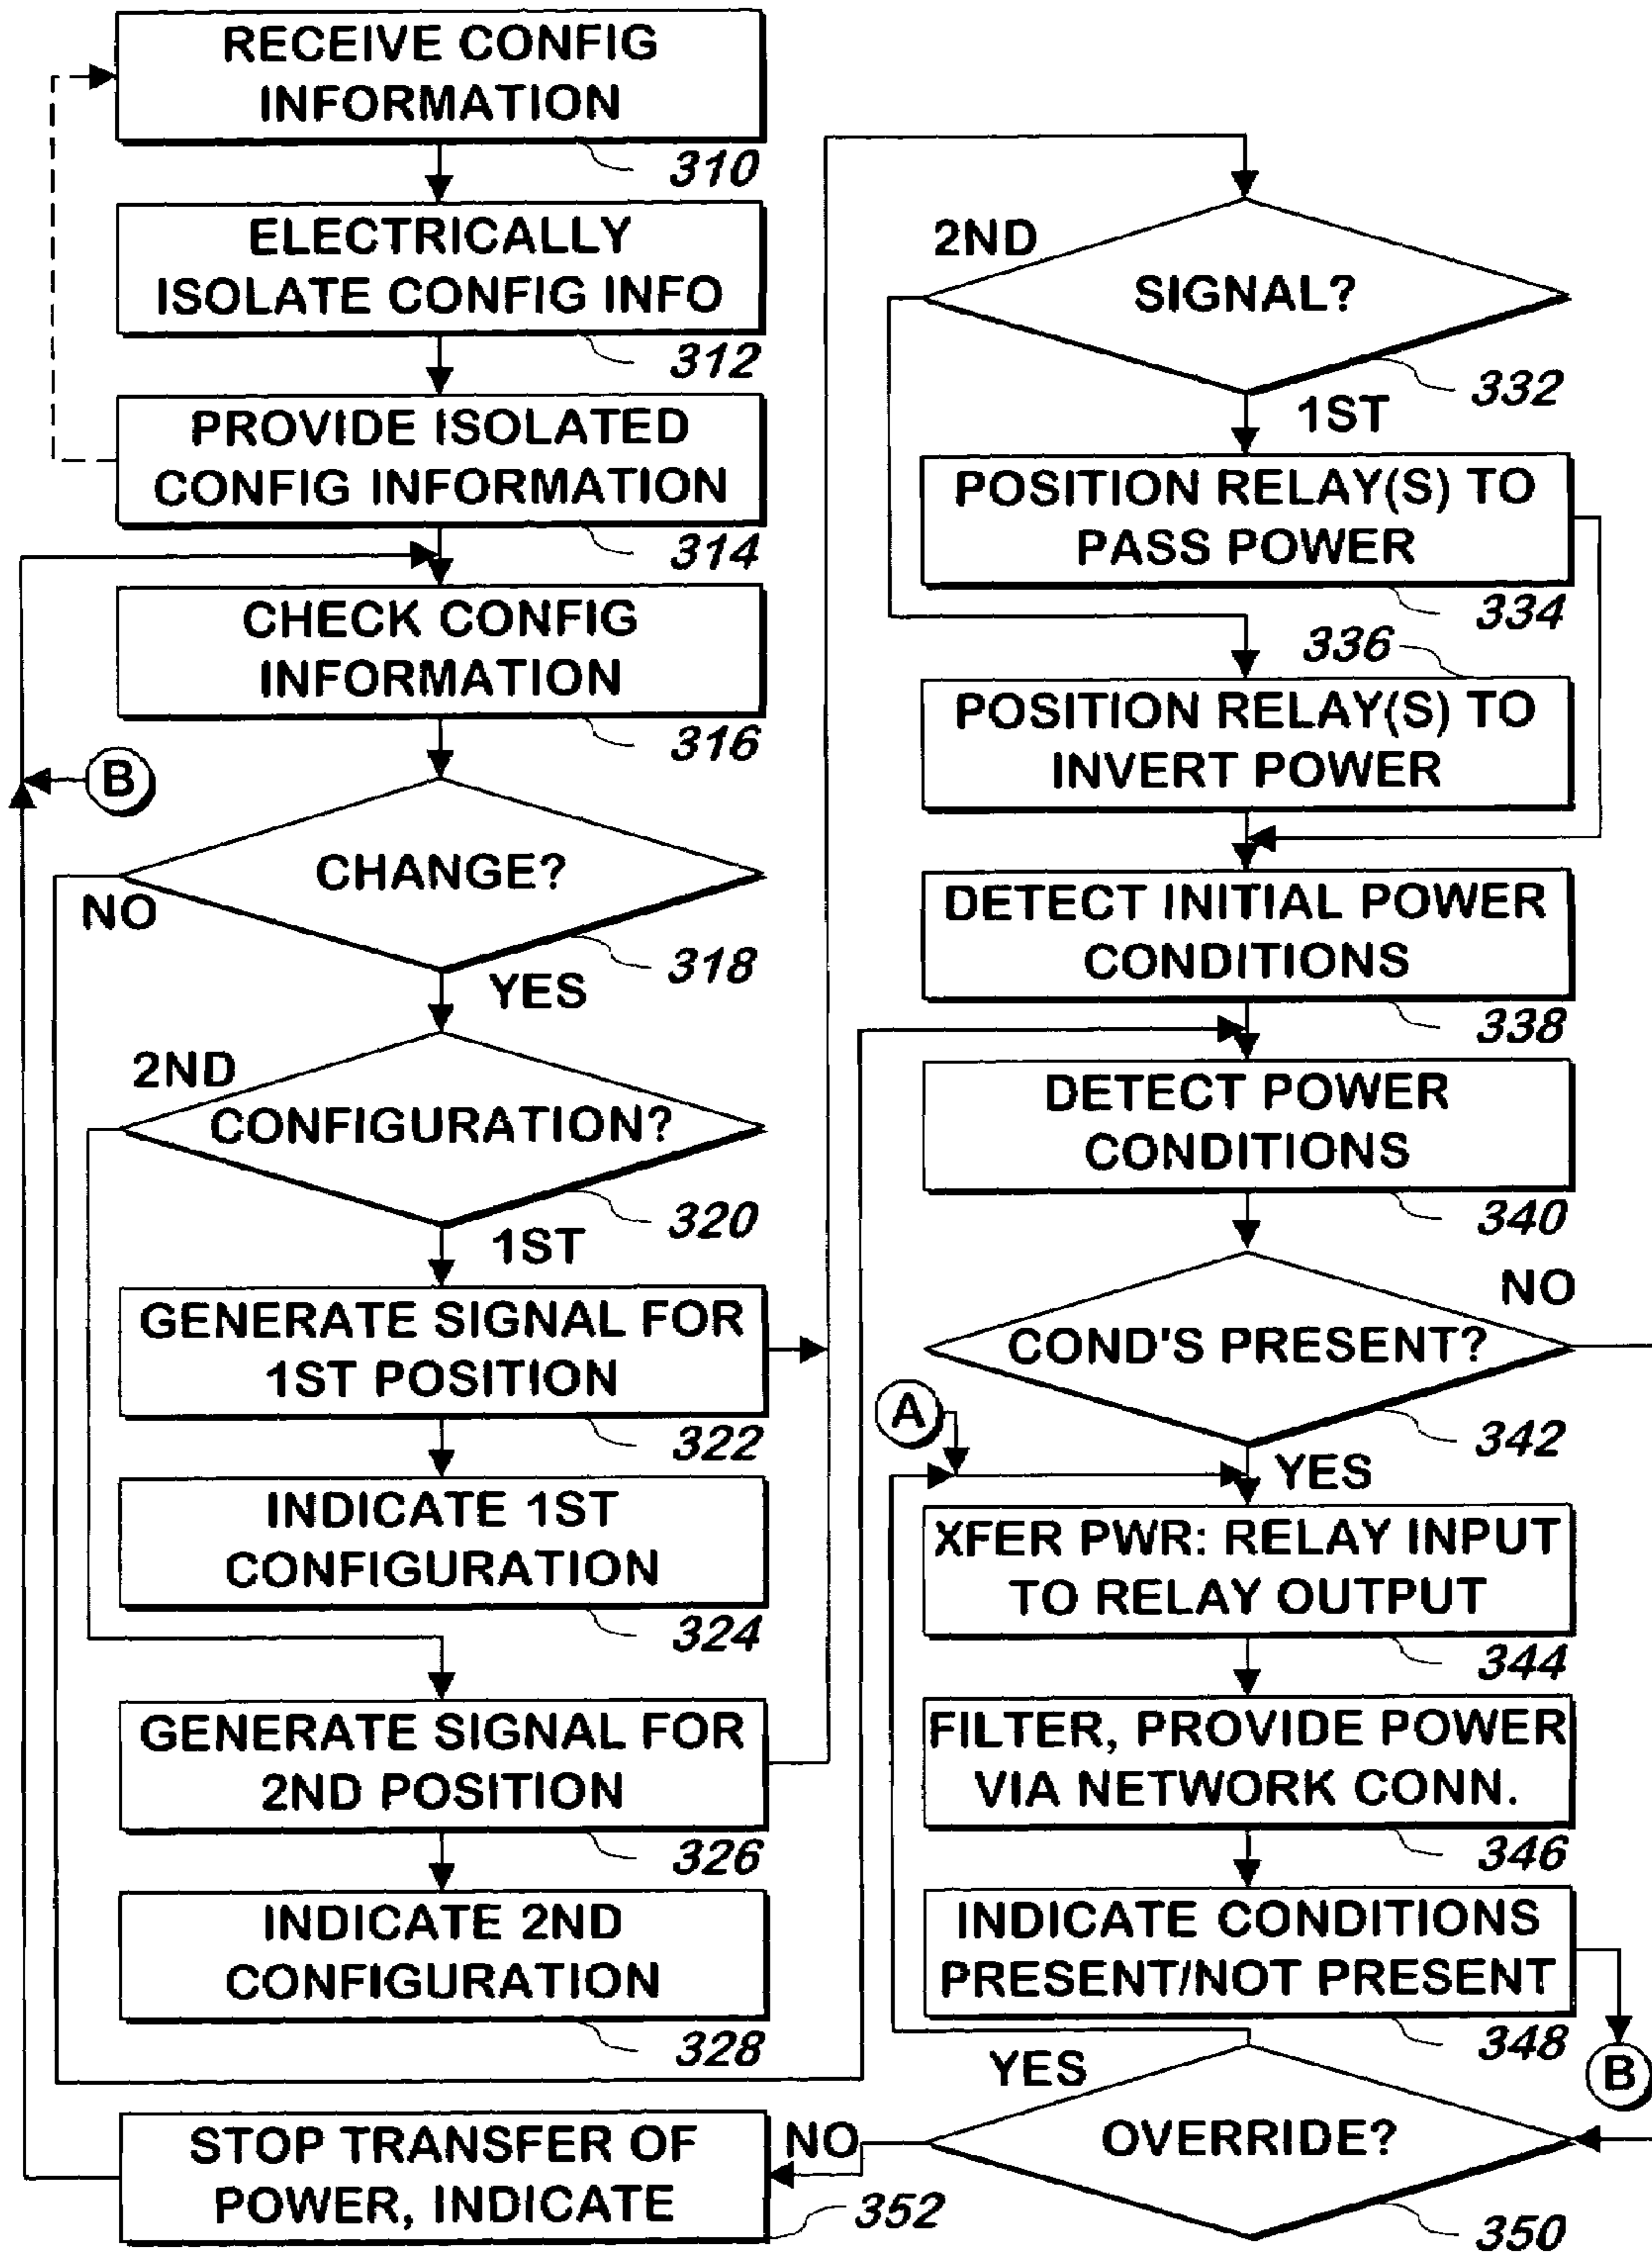 RECEIVE CONFIG
INFORMATION
310
ELECTRICALLY
ISOLATE CONFIG INFO
312
PROVIDE ISOLATED
CONFIG INFORMATION
314
CHECK CONFIG
INFORMATION
316
B
CHANGE?
NO
318
YES
2ND
CONFIGURATION?
320
1ST
GENERATE SIGNAL FOR
1ST POSITION
322
INDICATE 1ST
CONFIGURATION
324
GENERATE SIGNAL FOR
2ND POSITION
326
INDICATE 2ND
CONFIGURATION
328
STOP TRANSFER OF
POWER, INDICATE
352
2ND
SIGNAL?
332
1ST
POSITION RELAY(S) TO
PASS POWER
334
336
POSITION RELAY(S) TO
INVERT POWER
DETECT INITIAL POWER
CONDITIONS
338
DETECT POWER
CONDITIONS
340
NO
COND'S PRESENT?
A
342
YES
XFER PWR: RELAY INPUT
TO RELAY OUTPUT
344
FILTER, PROVIDE POWER
VIA NETWORK CONN.
346
INDICATE CONDITIONS
PRESENT/NOT PRESENT
348
B
YES
OVERRIDE?
NO
350